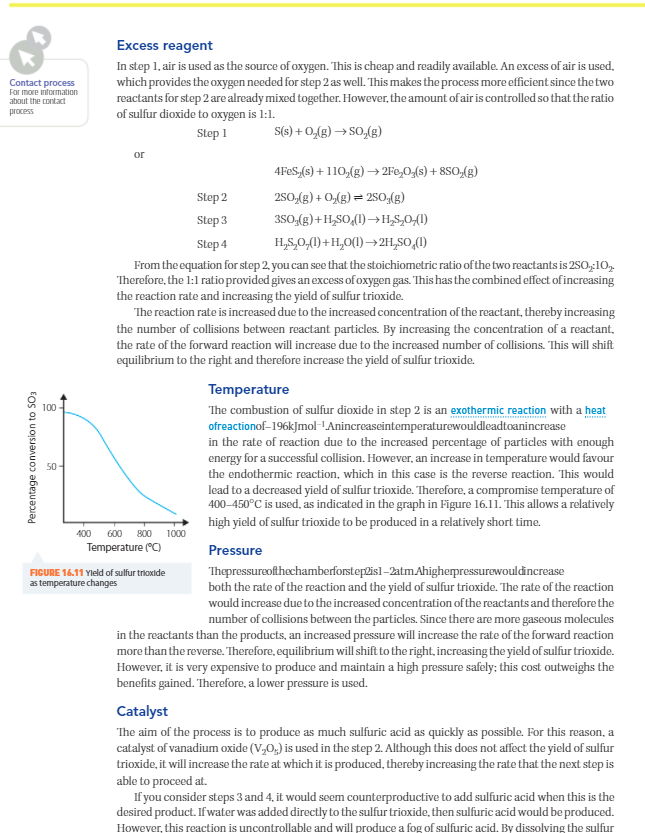 Excess reagent
In step 1, air is used as the source of oxygen. This is cheap and readily available. An excess of air is used,
which provides the oxygen needed for step 2 as well. This makes the process more efficient since the two
reactants for step 2 are already mixed together. However, the amount of air is controlled so that the ratio
of sulfur dioxide to oxygen is 1:1.
Contact process
For more information
about the contact
process
Step 1 S(s) + O₂(g) → SO₂(g)
or
4FeS₂(s) + 11O₂(g) → 2Fe₂O₃(s) + 8SO₂(g)
Step 2 2SO₂(g) + O₂(g) ⇌ 2SO₃(g)
Step 3 3SO₃(g) + H₂SO₄(l) → H₂S₂O₇(l)
Step 4 H₂S₂O₇(l) + H₂O(l) → 2H₂SO₄(l)
From the equation for step 2, you can see that the stoichiometric ratio of the two reactants is 2SO₂:1O₂.
Therefore, the 1:1 ratio provided gives an excess of oxygen gas. This has the combined effect of increasing
the reaction rate and increasing the yield of sulfur trioxide.
The reaction rate is increased due to the increased concentration of the reactant, thereby increasing
the number of collisions between reactant particles. By increasing the concentration of a reactant,
the rate of the forward reaction will increase due to the increased number of collisions. This will shift
equilibrium to the right and therefore increase the yield of sulfur trioxide.
Percentage conversion to SO₃
100
50
400 600 800 1000
Temperature (°C)
FIGURE 16.11 Yield of sulfur trioxide
as temperature changes
Temperature
The combustion of sulfur dioxide in step 2 is an exothermic reaction with a heat
ofreactionof–196kJmol⁻¹.Anincreaseintemperaturewouldleadtoanincrease
in the rate of reaction due to the increased percentage of particles with enough
energy for a successful collision. However, an increase in temperature would favour
the endothermic reaction, which in this case is the reverse reaction. This would
lead to a decreased yield of sulfur trioxide. Therefore, a compromise temperature of
400–450°C is used, as indicated in the graph in Figure 16.11. This allows a relatively
high yield of sulfur trioxide to be produced in a relatively short time.
Pressure
Thepressureofthechamberforstep2is1–2atm.Ahigherpressurewouldincrease
both the rate of the reaction and the yield of sulfur trioxide. The rate of the reaction
would increase due to the increased concentration of the reactants and therefore the
number of collisions between the particles. Since there are more gaseous molecules
in the reactants than the products, an increased pressure will increase the rate of the forward reaction
more than the reverse. Therefore, equilibrium will shift to the right, increasing the yield of sulfur trioxide.
However, it is very expensive to produce and maintain a high pressure safely; this cost outweighs the
benefits gained. Therefore, a lower pressure is used.
Catalyst
The aim of the process is to produce as much sulfuric acid as quickly as possible. For this reason, a
catalyst of vanadium oxide (V₂O₅) is used in the step 2. Although this does not affect the yield of sulfur
trioxide, it will increase the rate at which it is produced, thereby increasing the rate that the next step is
able to proceed at.
If you consider steps 3 and 4, it would seem counterproductive to add sulfuric acid when this is the
desired product. If water was added directly to the sulfur trioxide, then sulfuric acid would be produced.
However, this reaction is uncontrollable and will produce a fog of sulfuric acid. By dissolving the sulfur